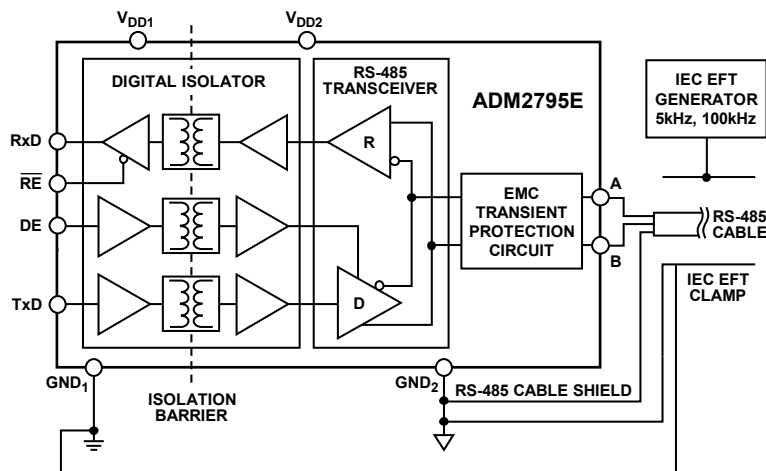 VDD1
VDD2
DIGITAL ISOLATOR
RS-485
TRANSCEIVER
ADM2795E
IEC EFT
GENERATOR
5kHz, 100kHz
RxD
R
RE
DE
TxD
D
EMC
TRANSIENT
PROTECTION
CIRCUIT
A
B
RS-485
CABLE
IEC EFT
CLAMP
GND1
ISOLATION
BARRIER
GND2
RS-485 CABLE SHIELD